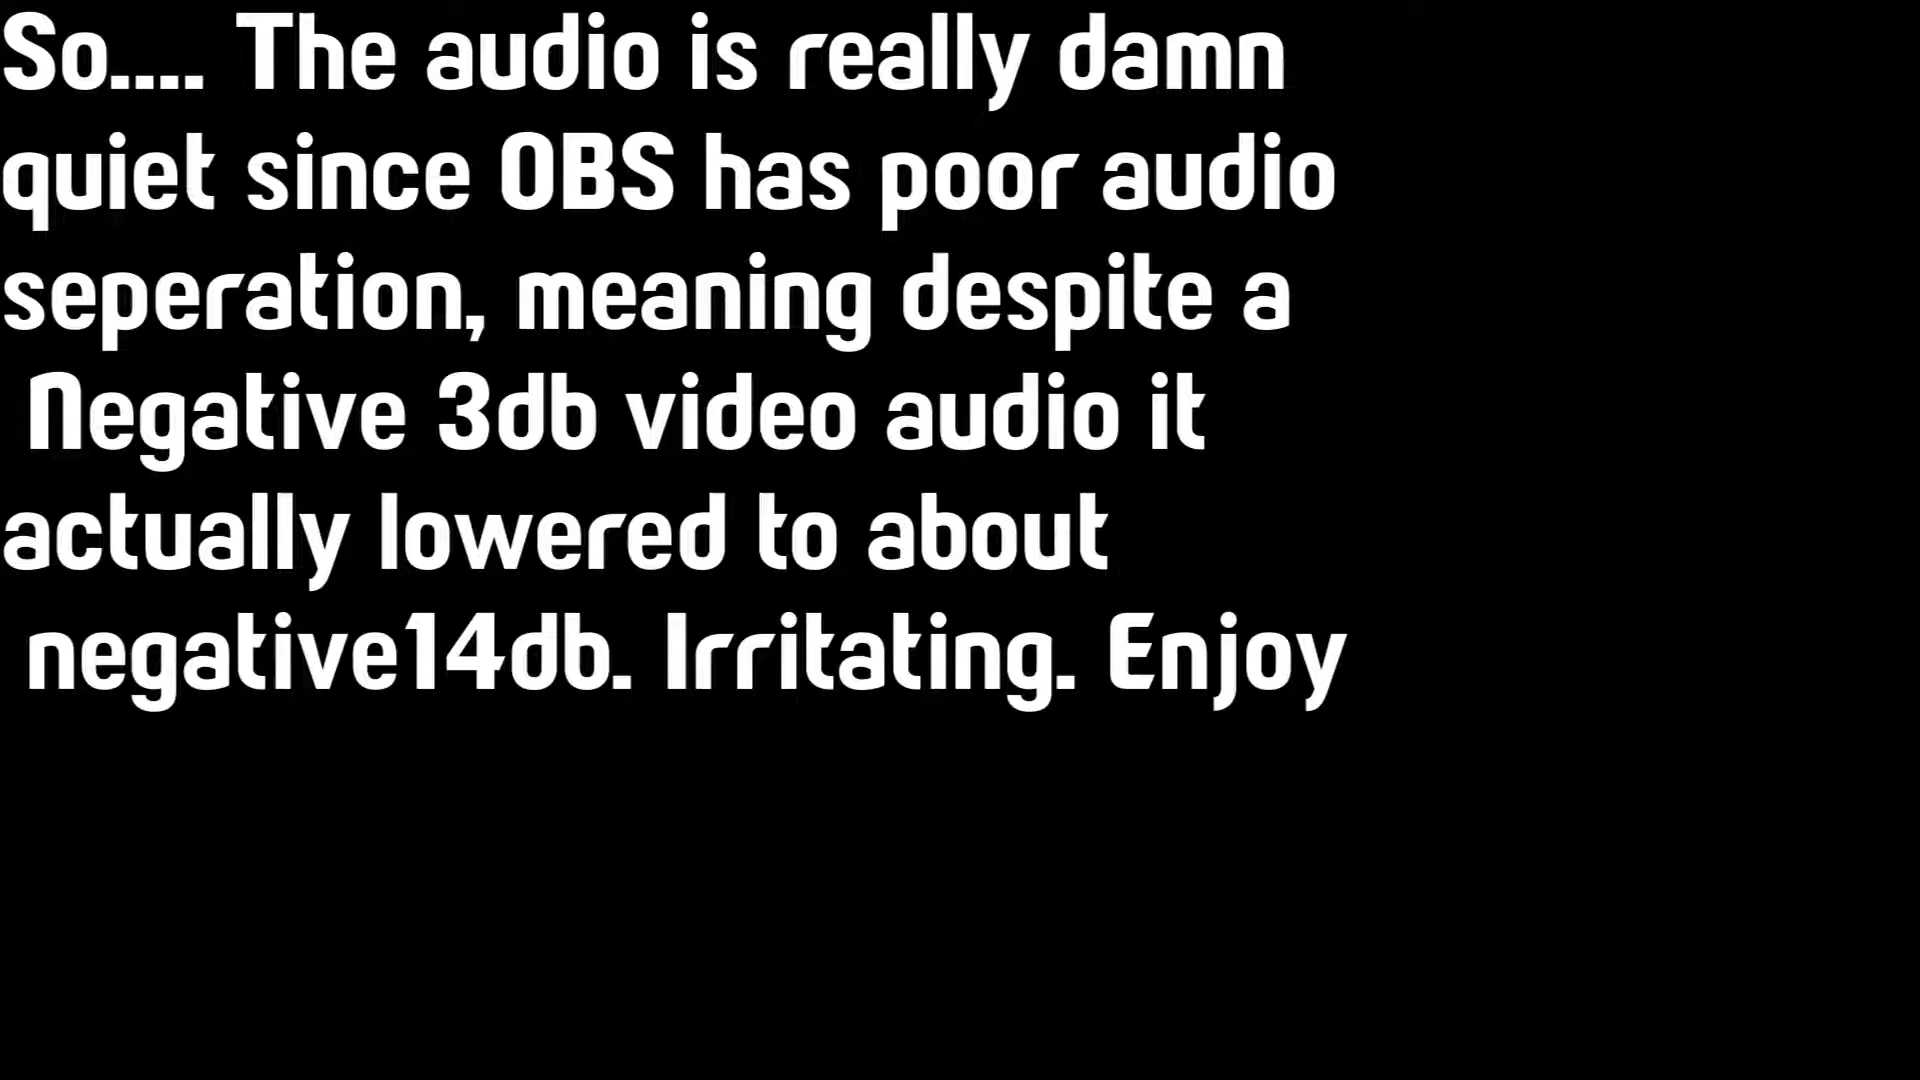 So.... The audio is really damn
quiet since OBS has poor audio
seperation, meaning despite a
Negative 3db video audio it
actually lowered to about
negative14db. Irritating. Enjoy